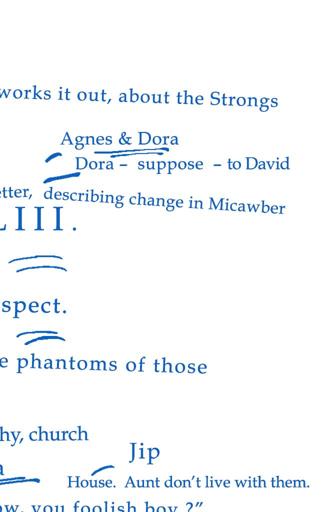 works it out, about the Strongs
Agnes & Dora
Dora – suppose – to David
etter, describing change in Micawber
LIII.
spect.
e phantoms of those
hy, church
Jip
a
House. Aunt don't live with them.
ow, you foolish boy ?"